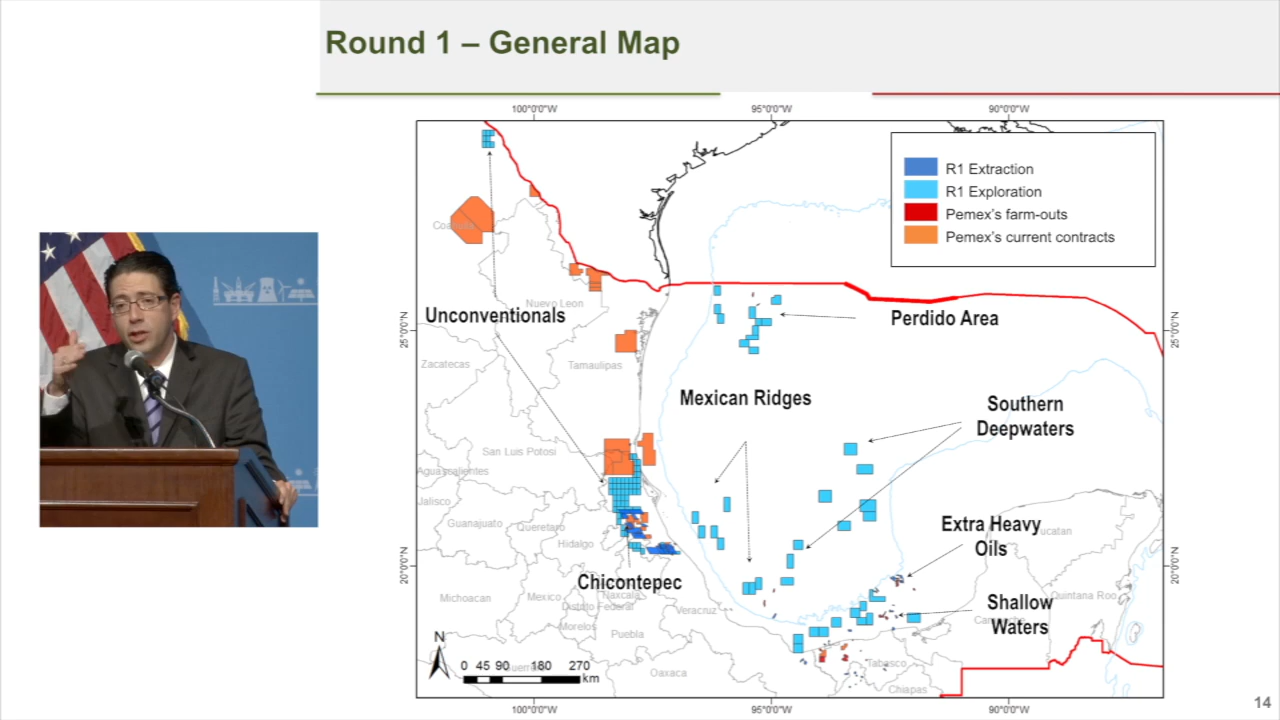 Round 1 – General Map
100°0'0"W
95°0'0"W
90°0'0"W
R1 Extraction
R1 Exploration
Pemex's farm-outs
Pemex's current contracts
Nuevo Leon
Unconventionals
Perdido Area
25°0'0"N
25°0'0"N
Zacatecas
Tamaulipas
Mexican Ridges
Southern
Deepwaters
San Luis Potosi
Aguascalientes
Jalisco
Guanajuato
Queretaro
Extra Heavy
Oils
Yucatan
Hidalgo
20°0'0"N
20°0'0"N
Chicontepec
Michoacan
Mexico
Tlaxcala
Distrito Federal
Veracruz
Morelos
Puebla
Quintana Roo
Shallow
Waters
N
0 45 90 180 270
km
Oaxaca
Tabasco
Chiapas
14
100°0'0"W
95°0'0"W
90°0'0"W